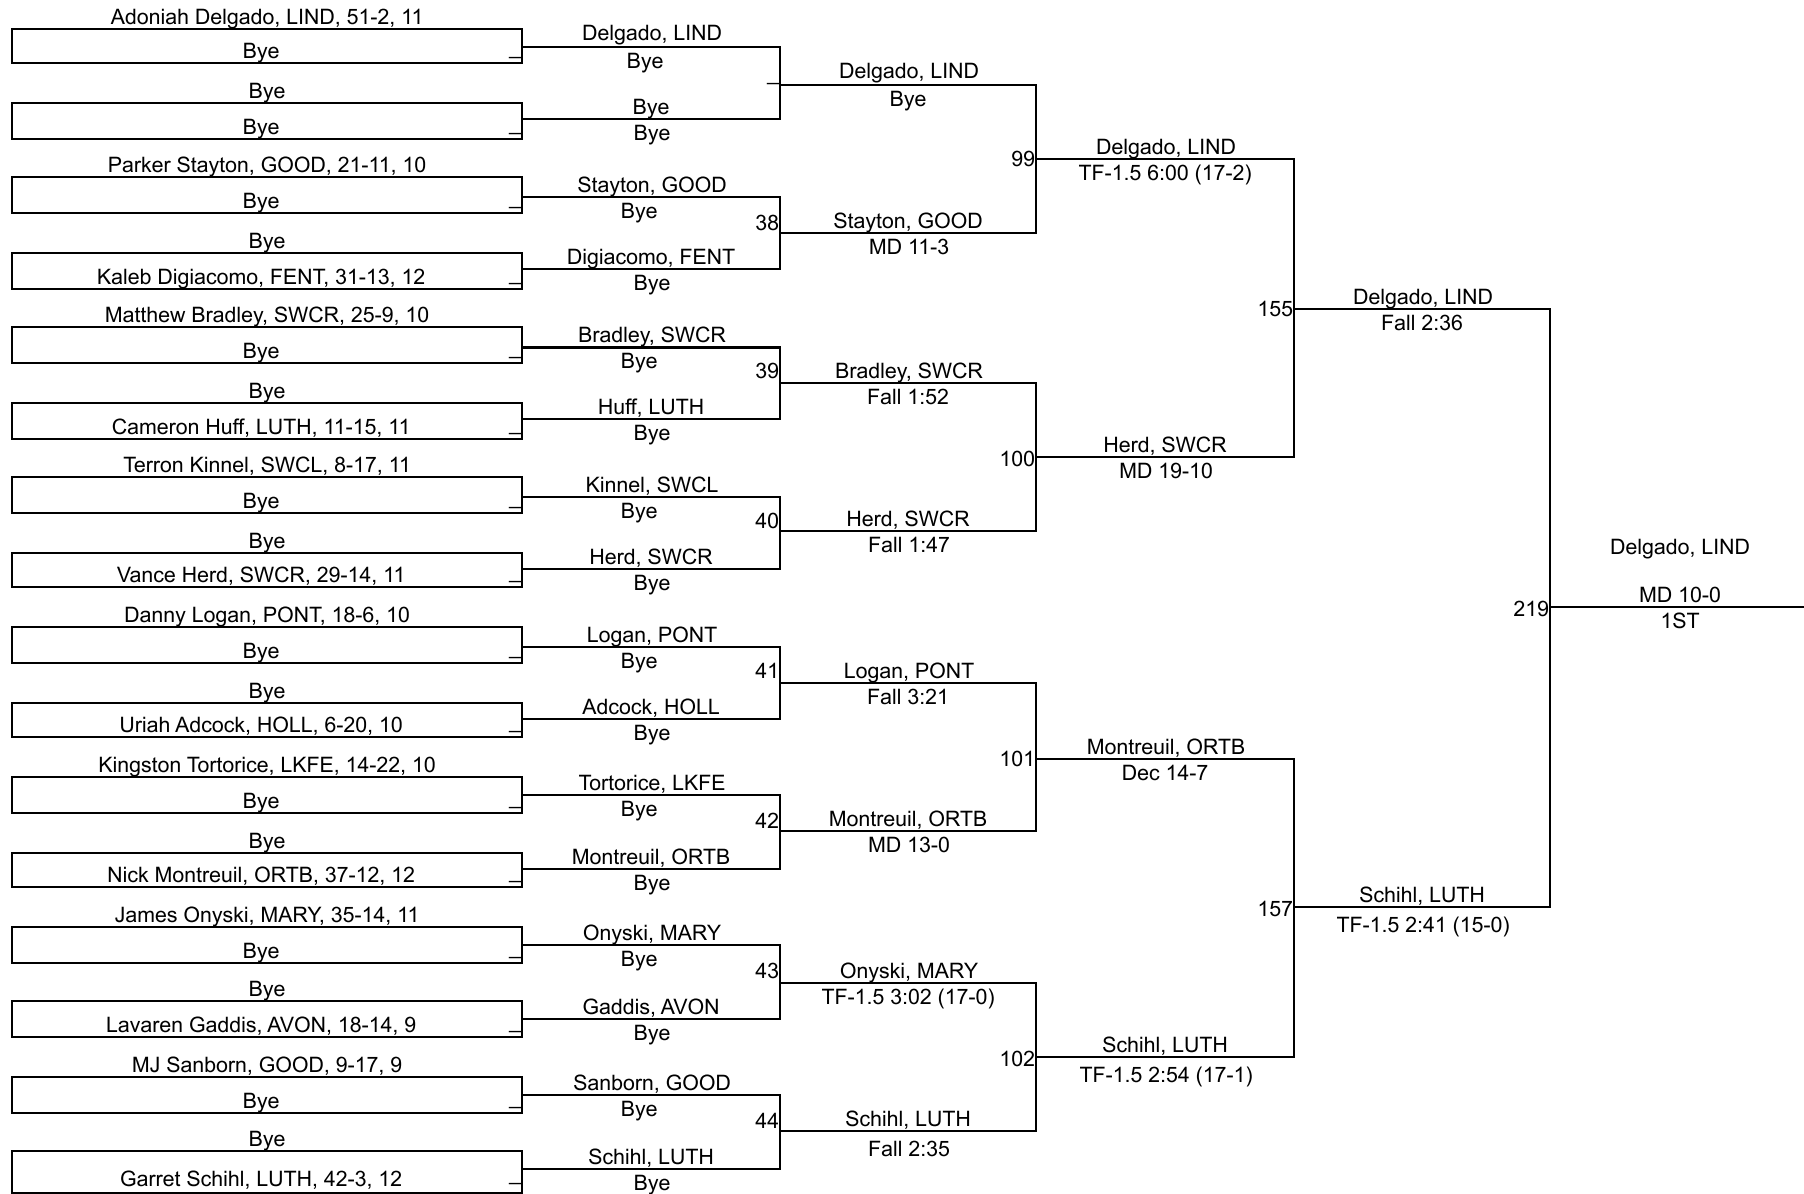 Adoniah Delgado, LIND, 51-2, 11
Bye
Bye
Bye
Parker Stayton, GOOD, 21-11, 10
Bye
Bye
Kaleb Digiacomo, FENT, 31-13, 12
Matthew Bradley, SWCR, 25-9, 10
Bye
Bye
Cameron Huff, LUTH, 11-15, 11
Terron Kinnel, SWCL, 8-17, 11
Bye
Bye
Vance Herd, SWCR, 29-14, 11
Danny Logan, PONT, 18-6, 10
Bye
Bye
Uriah Adcock, HOLL, 6-20, 10
Kingston Tortorice, LKFE, 14-22, 10
Bye
Bye
Nick Montreuil, ORTB, 37-12, 12
James Onyski, MARY, 35-14, 11
Bye
Bye
Lavaren Gaddis, AVON, 18-14, 9
MJ Sanborn, GOOD, 9-17, 9
Bye
Bye
Garret Schihl, LUTH, 42-3, 12
Delgado, LIND
Bye
Bye
Bye
Stayton, GOOD
Bye
38
Digiacomo, FENT
Bye
Bradley, SWCR
Bye
39
Huff, LUTH
Bye
Kinnel, SWCL
Bye
40
Herd, SWCR
Bye
Logan, PONT
Bye
41
Adcock, HOLL
Bye
Tortorice, LKFE
Bye
42
Montreuil, ORTB
Bye
Onyski, MARY
Bye
43
Gaddis, AVON
Bye
Sanborn, GOOD
Bye
44
Schihl, LUTH
Bye
Delgado, LIND
Bye
99
Stayton, GOOD
MD 11-3
Bradley, SWCR
Fall 1:52
100
Herd, SWCR
Fall 1:47
Logan, PONT
Fall 3:21
101
Montreuil, ORTB
MD 13-0
Onyski, MARY
TF-1.5 3:02 (17-0)
102
Schihl, LUTH
Fall 2:35
Delgado, LIND
TF-1.5 6:00 (17-2)
155
Herd, SWCR
MD 19-10
Montreuil, ORTB
Dec 14-7
157
Schihl, LUTH
TF-1.5 2:54 (17-1)
Delgado, LIND
Fall 2:36
219
Schihl, LUTH
TF-1.5 2:41 (15-0)
Delgado, LIND
MD 10-0
1ST